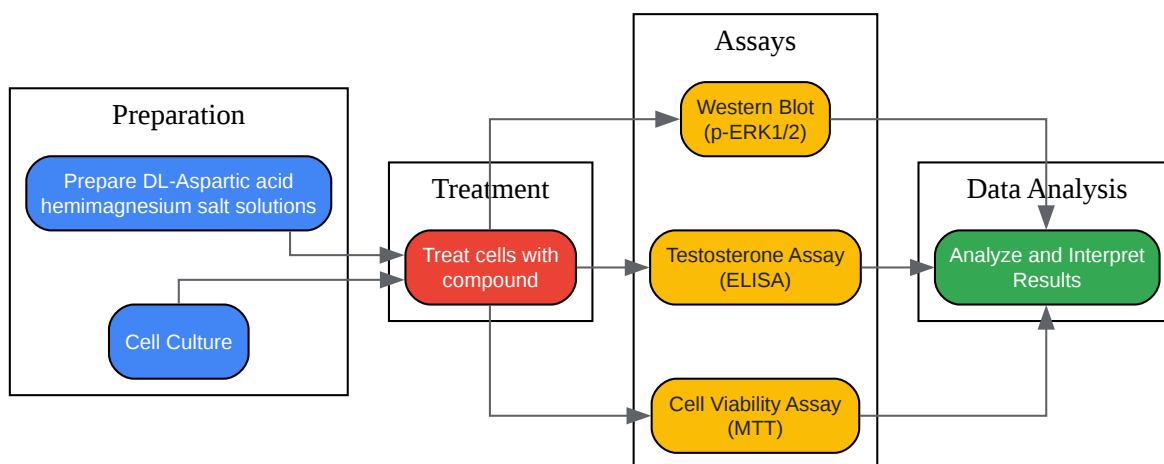 Preparation
Prepare DL-Aspartic acid
hemimagnesium salt solutions
Cell Culture
Treatment
Treat cells with
compound
Assays
Western Blot
(p-ERK1/2)
Testosterone Assay
(ELISA)
Cell Viability Assay
(MTT)
Data Analysis
Analyze and Interpret
Results